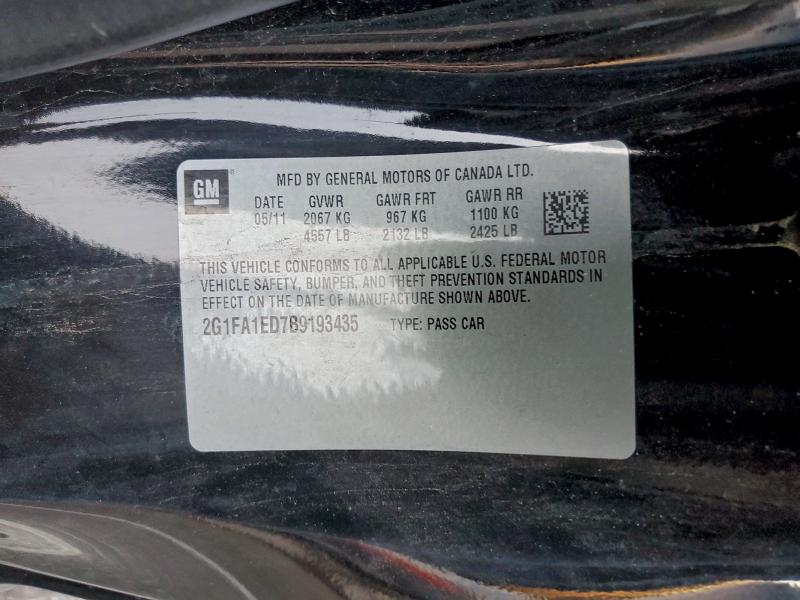 GM
MFD BY GENERAL MOTORS OF CANADA LTD.
DATE GVWR GAWR FRT GAWR RR
05/11 2067 KG 967 KG 1100 KG
4557 LB 2132 LB 2425 LB
THIS VEHICLE CONFORMS TO ALL APPLICABLE U.S. FEDERAL MOTOR
VEHICLE SAFETY, BUMPER, AND THEFT PREVENTION STANDARDS IN
EFFECT ON THE DATE OF MANUFACTURE SHOWN ABOVE.
2G1FA1ED7B9193435 TYPE: PASS CAR